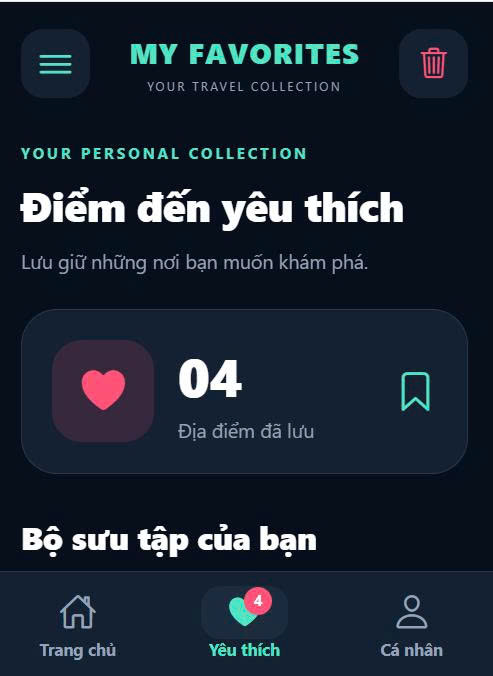 MY FAVORITES
YOUR TRAVEL COLLECTION
YOUR PERSONAL COLLECTION
Điểm đến yêu thích
Lưu giữ những nơi bạn muốn khám phá.
04
Địa điểm đã lưu
Bộ sưu tập của bạn
4
Trang chủ
Yêu thích
Cá nhân